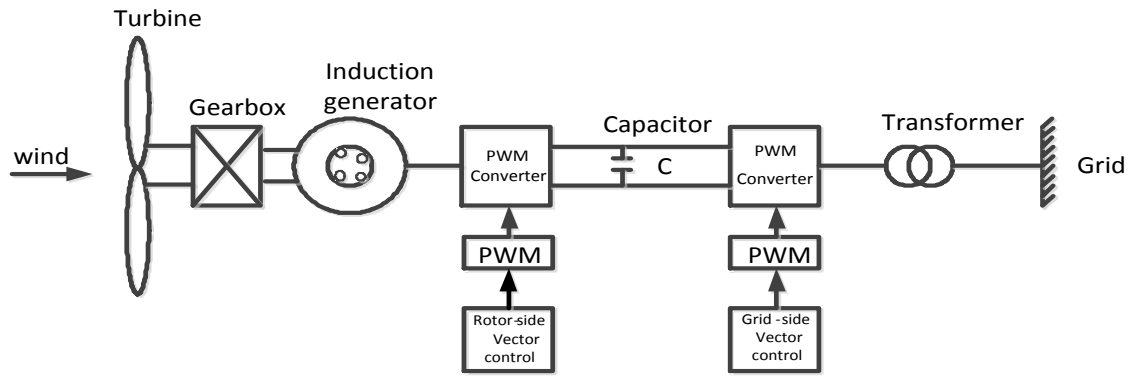 Turbine
Gearbox
Induction
generator
wind
PWM
Converter
Capacitor
C
PWM
Converter
Transformer
Grid
PWM
PWM
Rotor-side
Vector
control
Grid -side
Vector
control